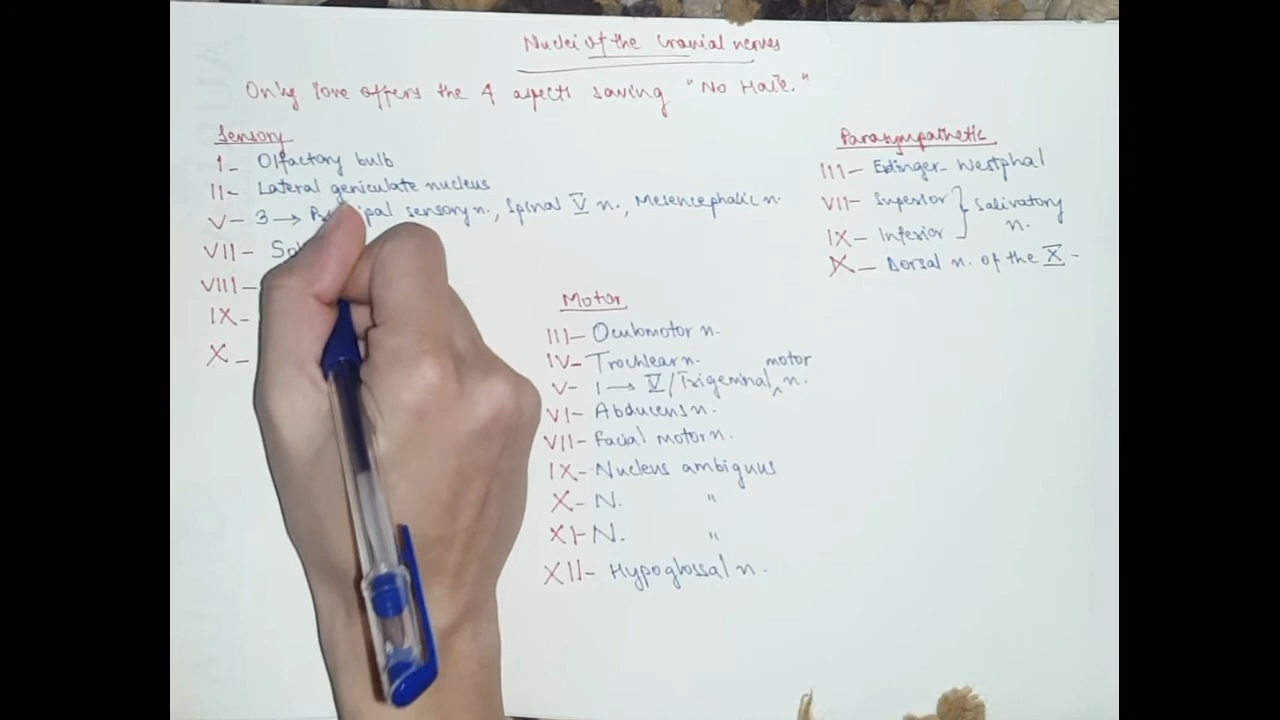 Nuclei of the Cranial nerves
Only love offers the 4 aspects saving "No Hate."
Sensory
I- Olfactory bulb
II- Lateral geniculate nucleus
V- 3 → sensory n., Spinal V n., Mesencephalic n.
VII-
VIII-
IX-
X-
Motor
III- Oculomotor n.
IV- Trochlear n.
V- 1 → V/Trigeminal motor n.
VI- Abducens n.
VII- Facial motor n.
IX- Nucleus ambiguus
X- N. "
XI- N. "
XII- Hypoglossal n.
Parasympathetic
III- Edinger-Westphal
VII- Superior } Salivatory
IX- Inferior n.
X- Dorsal n. of the X-